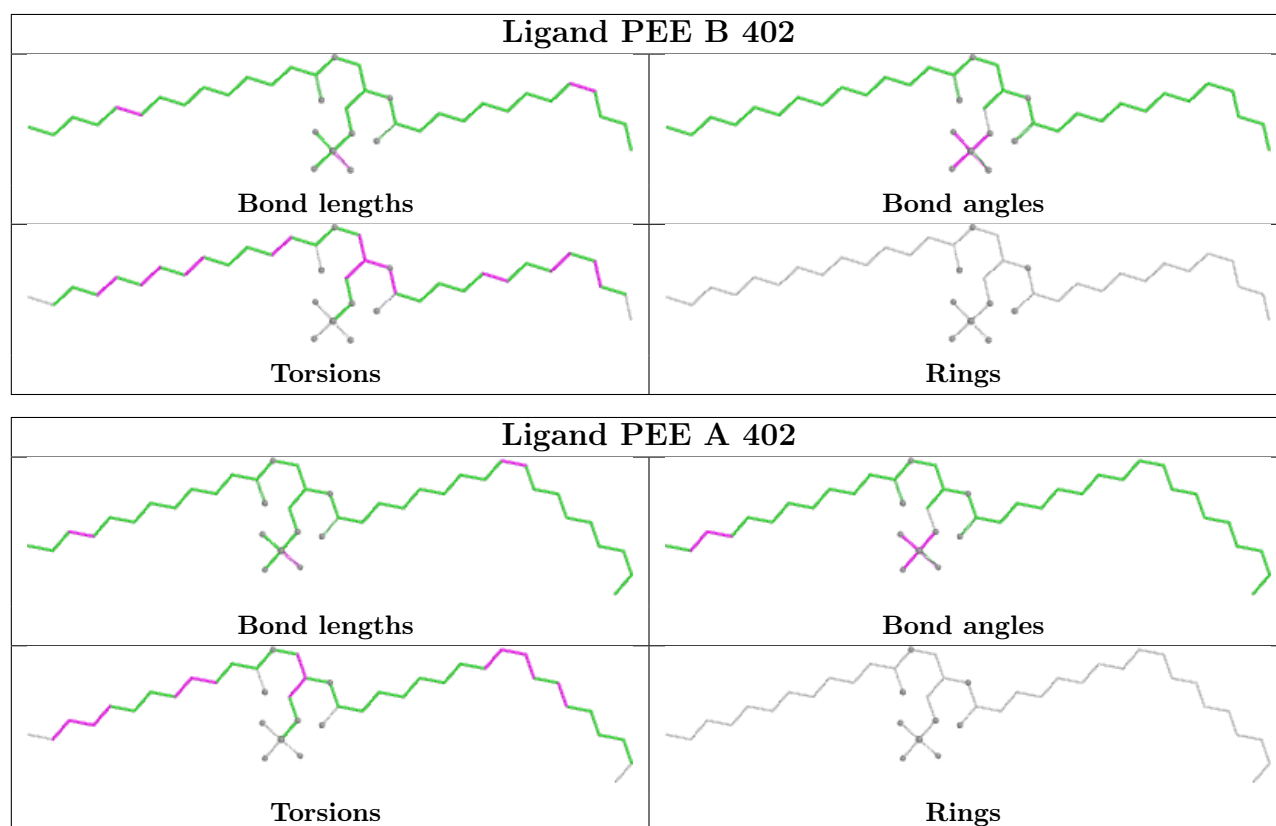 Ligand PEE B 402
Bond lengths
Bond angles
Torsions
Rings
Ligand PEE A 402
Bond lengths
Bond angles
Torsions
Rings